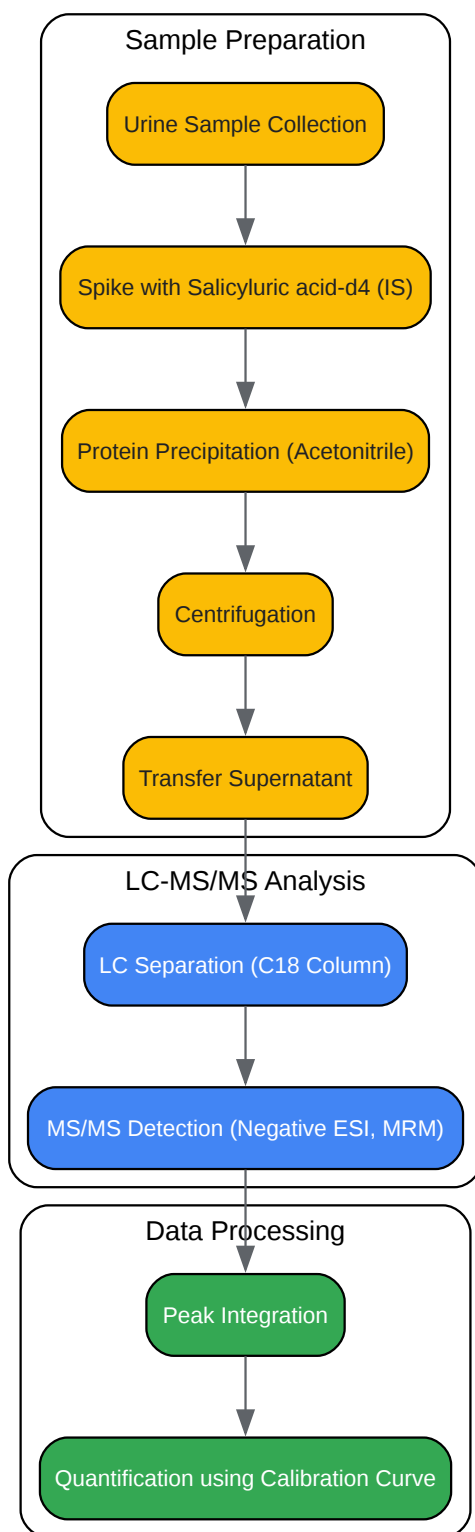 Sample Preparation
Urine Sample Collection
Spike with Salicyluric acid-d4 (IS)
Protein Precipitation (Acetonitrile)
Centrifugation
Transfer Supernatant
LC-MS/MS Analysis
LC Separation (C18 Column)
MS/MS Detection (Negative ESI, MRM)
Data Processing
Peak Integration
Quantification using Calibration Curve